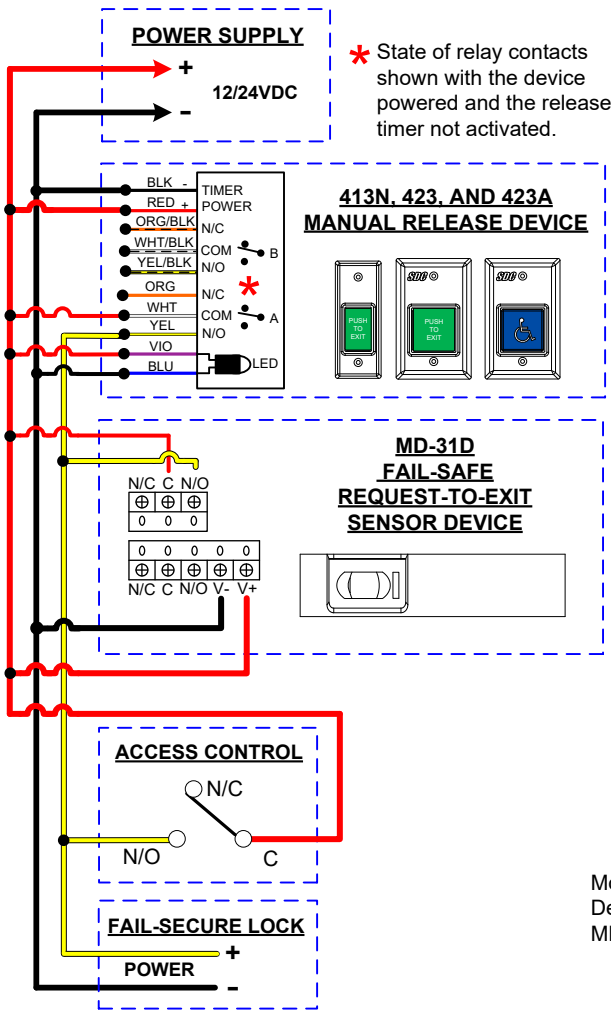 POWER SUPPLY
+
12/24VDC
-
* State of relay contacts
shown with the device
powered and the release
timer not activated.
BLK - TIMER
RED + POWER
ORG/BLK N/C
WHT/BLK COM B
YEL/BLK N/O
ORG N/C *
WHT COM A
YEL N/O
VIO
LED
BLU
413N, 423, AND 423A
MANUAL RELEASE DEVICE
SDC SDC
PUSH
TO
EXIT
PUSH
TO
EXIT
MD-31D
FAIL-SAFE
REQUEST-TO-EXIT
SENSOR DEVICE
N/C C N/O
N/C C N/O V- V+
ACCESS CONTROL
N/C
N/O C
FAIL-SECURE LOCK
+
POWER
-